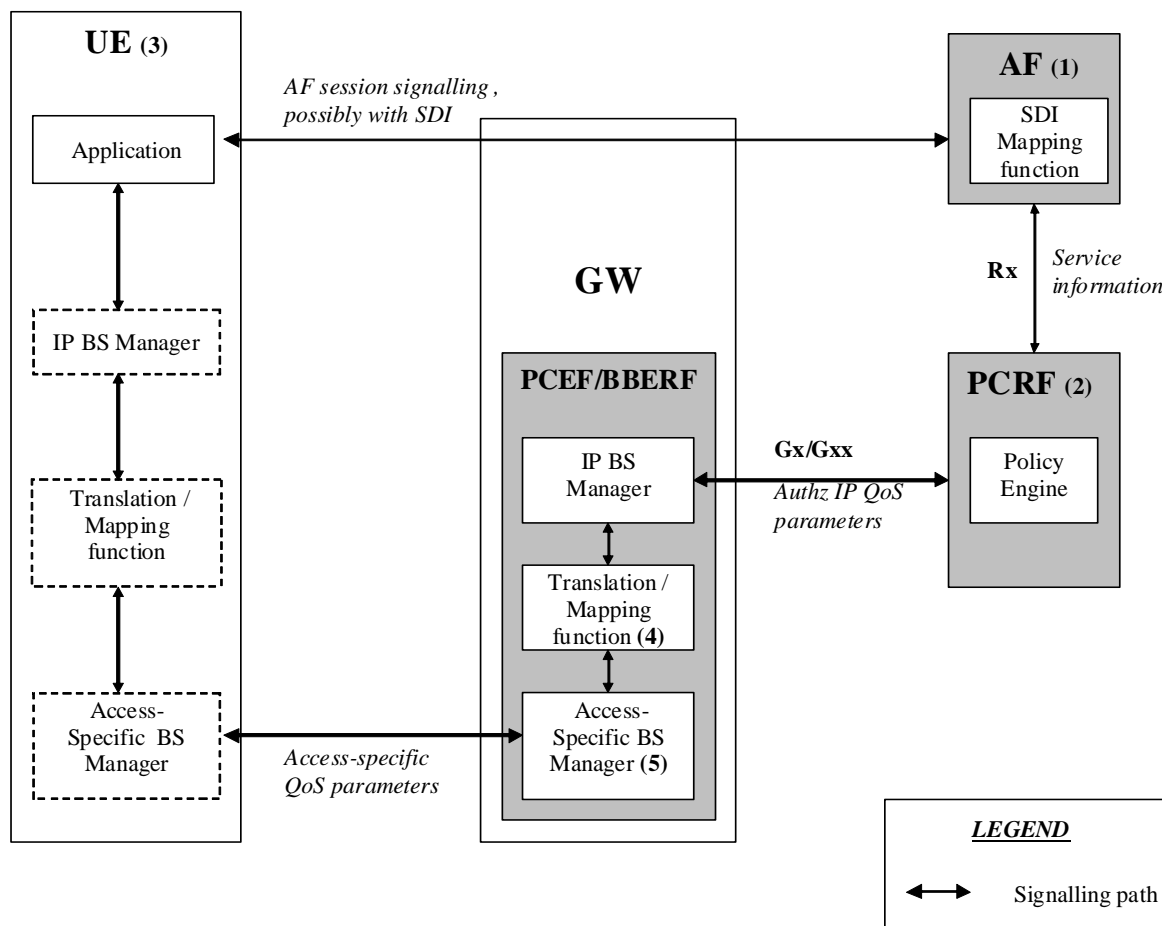 UE (3)
Application
IP BS Manager
Translation /
Mapping
function
Access-
Specific BS
Manager
AF session signalling ,
possibly with SDI
Access-specific
QoS parameters
GW
PCEF/BBERF
IP BS
Manager
Translation /
Mapping
function (4)
Access-
Specific BS
Manager (5)
Gx/Gxx
Authz IP QoS
parameters
AF (1)
SDI
Mapping
function
Rx
Service
information
PCRF (2)
Policy
Engine
LEGEND
Signalling path